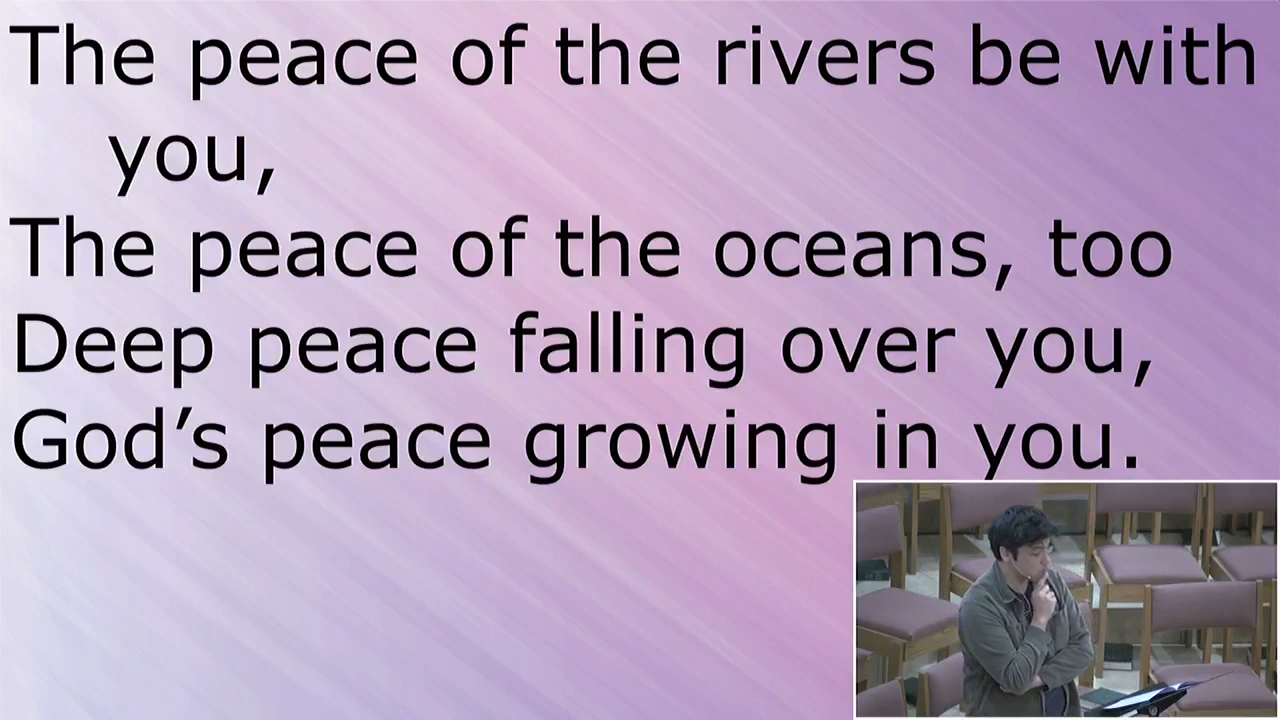 The peace of the rivers be with
you,
The peace of the oceans, too
Deep peace falling over you,
God’s peace growing in you.